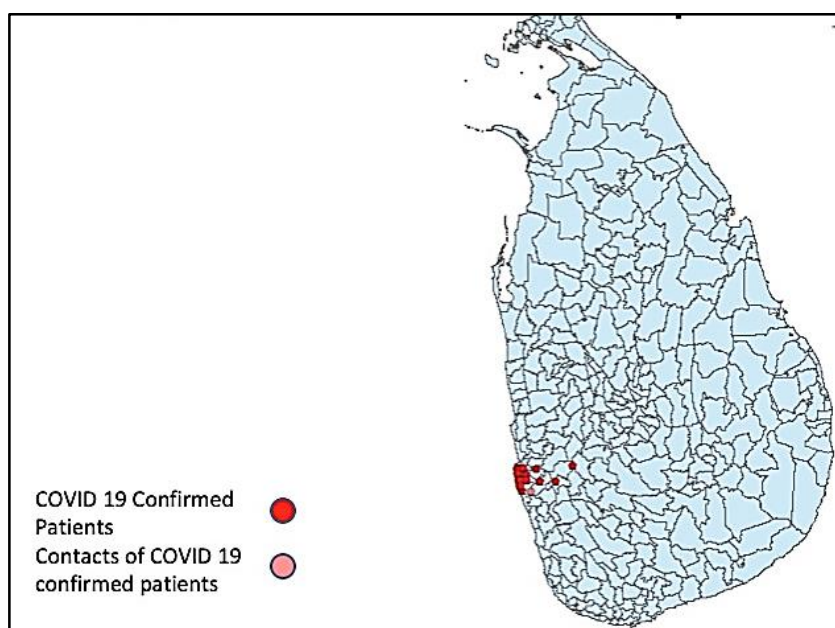 COVID 19 Confirmed
Patients
Contacts of COVID 19
confirmed patients